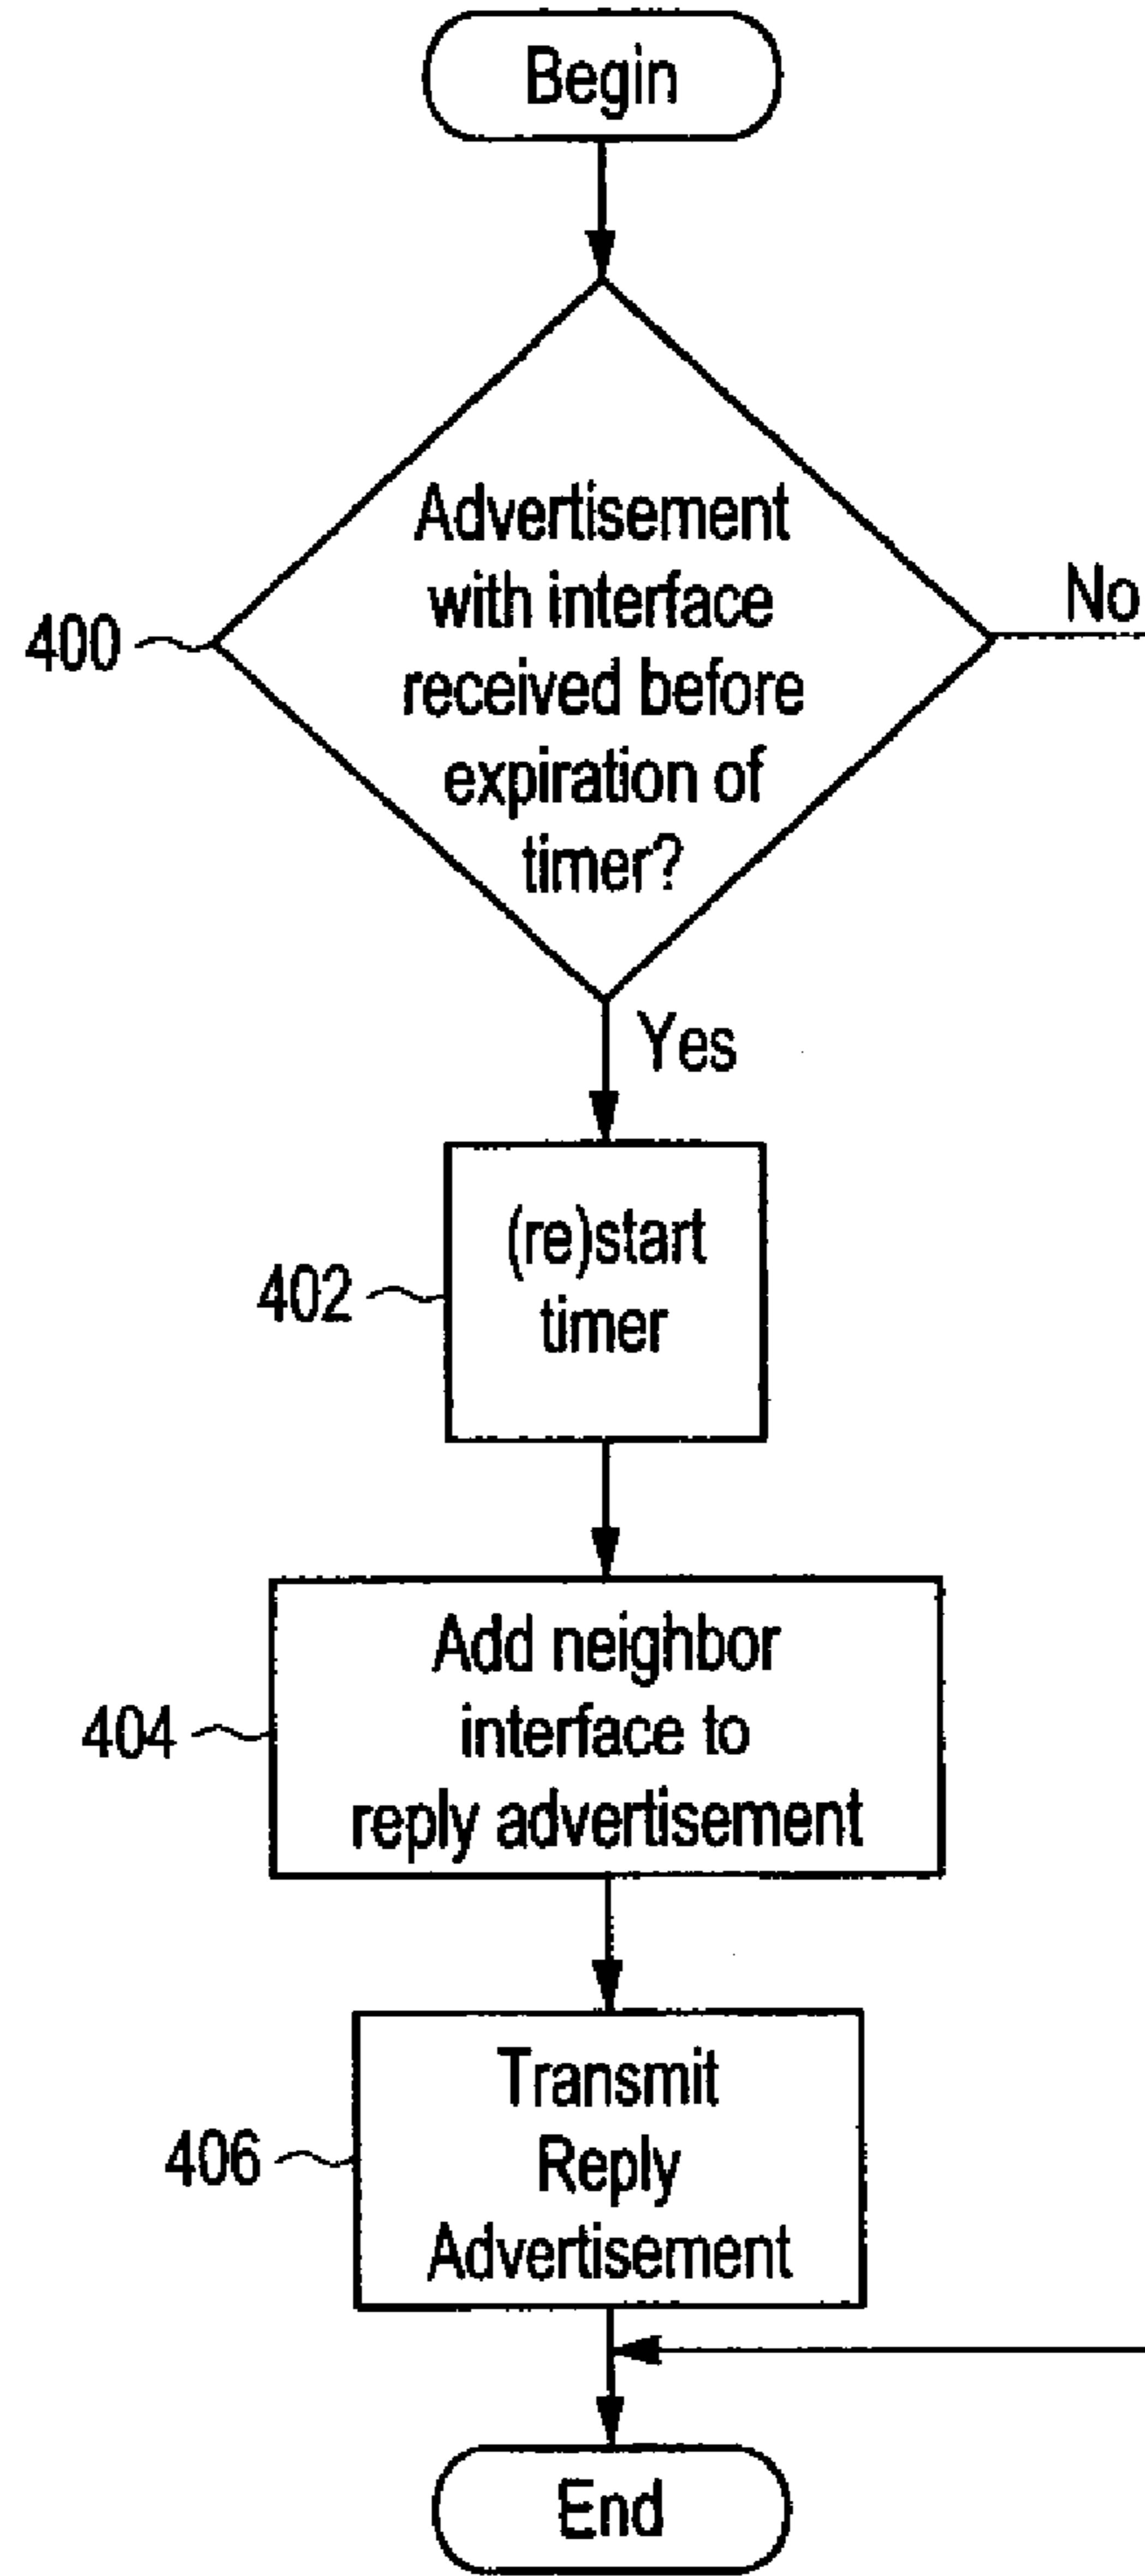 Begin
Advertisement
with interface
received before
expiration of
timer?
400
No
Yes
(re)start
timer
402
Add neighbor
interface to
reply advertisement
404
Transmit
Reply
Advertisement
406
End